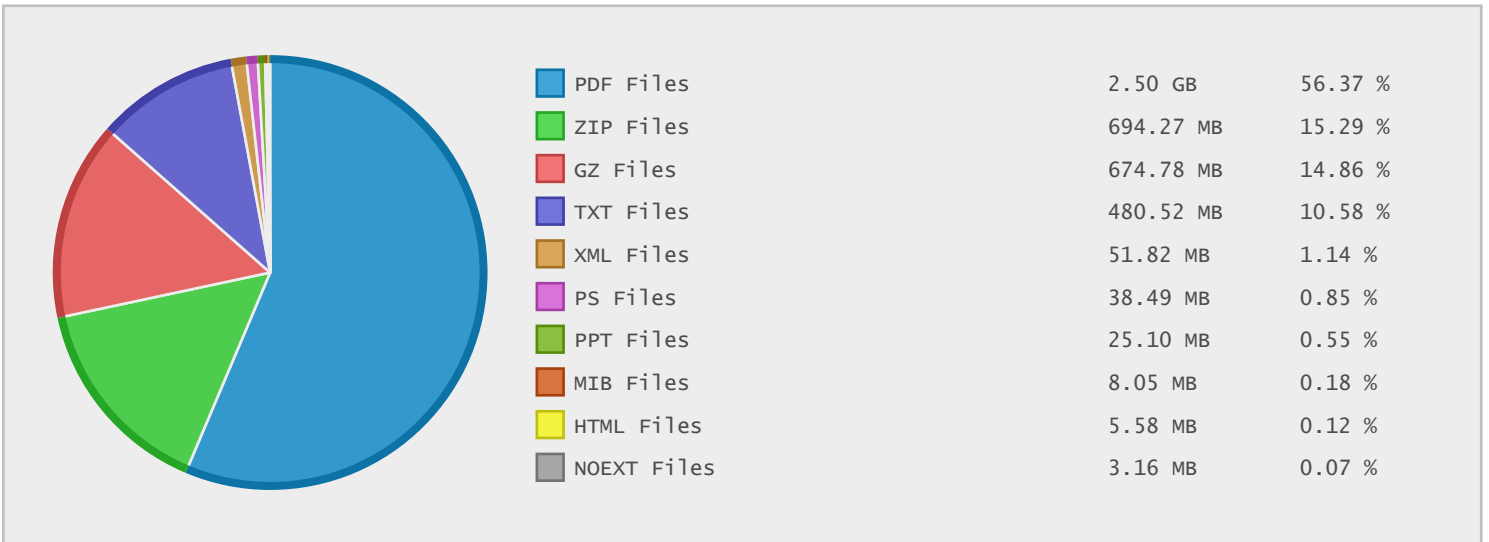 PDF Files 2.50 GB 56.37 %
ZIP Files 694.27 MB 15.29 %
GZ Files 674.78 MB 14.86 %
TXT Files 480.52 MB 10.58 %
XML Files 51.82 MB 1.14 %
PS Files 38.49 MB 0.85 %
PPT Files 25.10 MB 0.55 %
MIB Files 8.05 MB 0.18 %
HTML Files 5.58 MB 0.12 %
NOEXT Files 3.16 MB 0.07 %